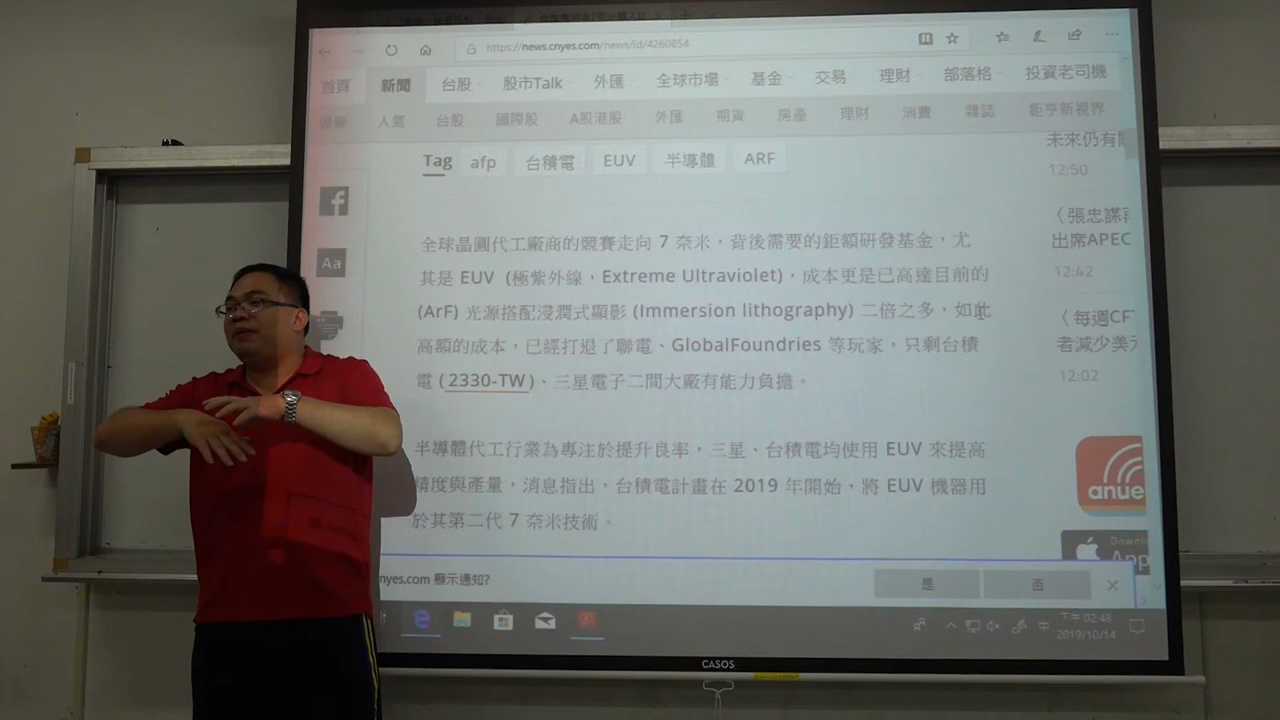 https://news.cnyes.com/news/id/4260854
首頁 新聞 台股 股市Talk 外匯 全球市場 基金 交易 理財 部落格 投資老司機
人氣 台股 國際股 A股港股 外匯 期貨 房產 理財 消費 雜誌 鉅亨新視界
Tag afp 台積電 EUV 半導體 ARF
未來仍有
12:50
Aa
全球晶圓代工廠商的競賽走向 7 奈米，背後需要的鉅額研發基金，尤
其是 EUV (極紫外線，Extreme Ultraviolet)，成本更是已高達目前的
(ArF) 光源搭配浸潤式顯影 (Immersion lithography) 二倍之多，如此
高額的成本，已經打退了聯電、GlobalFoundries 等玩家，只剩台積
電 (2330-TW)、三星電子二間大廠有能力負擔。
〈張忠謀
出席APEC
12:42
〈每週CF
者減少美
12:02
半導體代工行業為專注於提升良率，三星、台積電均使用 EUV 來提高
精度與產量，消息指出，台積電計畫在 2019 年開始，將 EUV 機器用
於其第二代 7 奈米技術。
anue
Downl
App
nyes.com 顯示通知?
是 否
中
下午 02:48
2019/10/14
CASOS